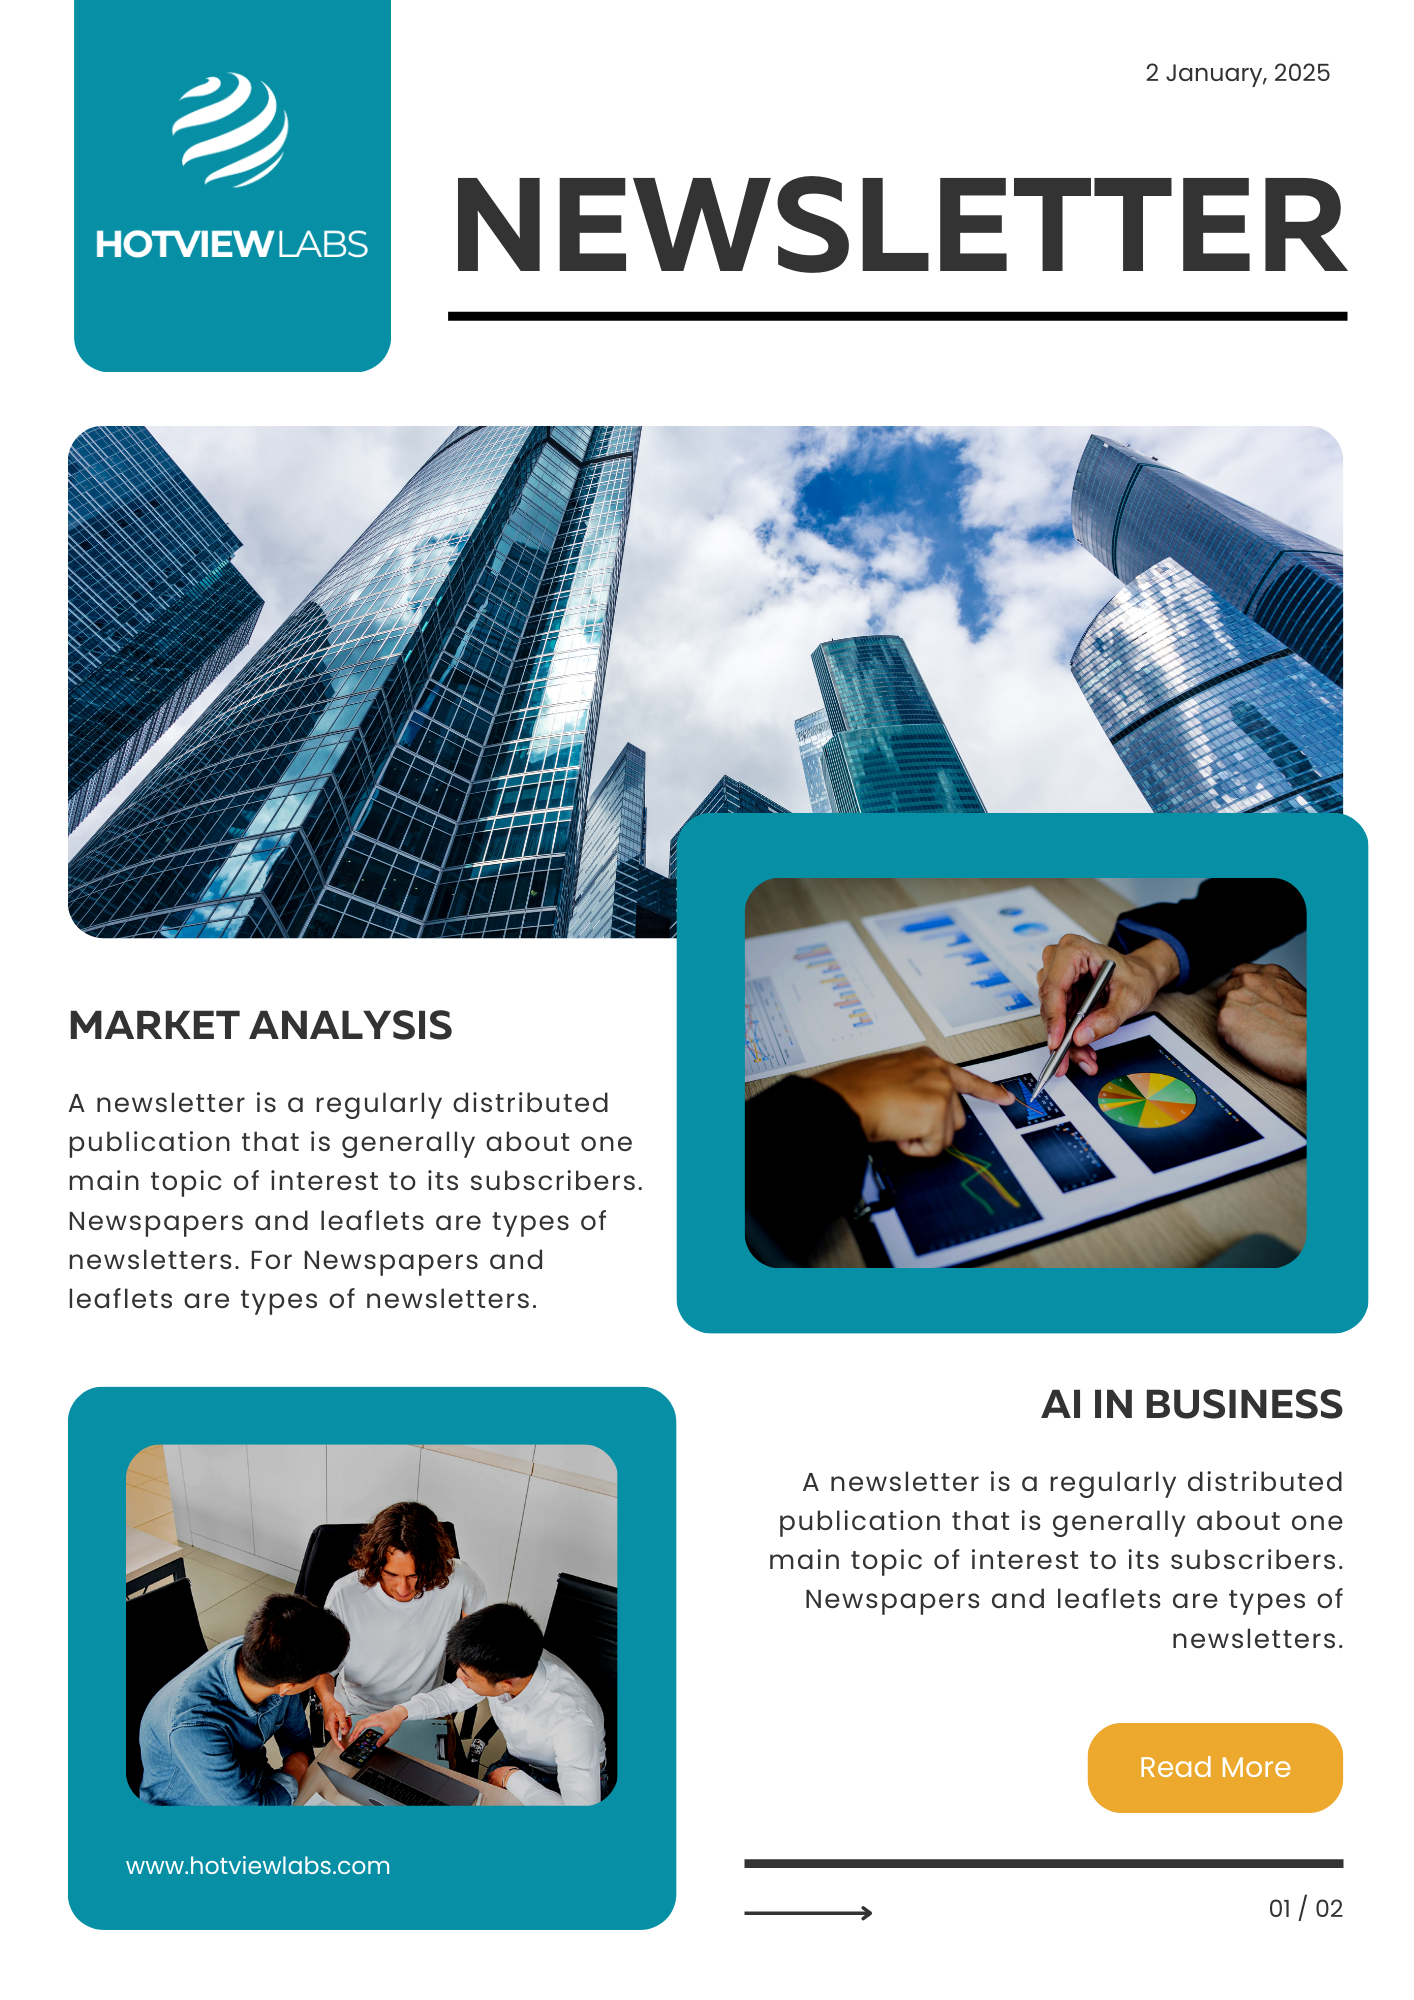 2 January, 2025
HOTVIEWLABS
NEWSLETTER
MARKET ANALYSIS
A newsletter is a regularly distributed
publication that is generally about one
main topic of interest to its subscribers.
Newspapers and leaflets are types of
newsletters. For Newspapers and
leaflets are types of newsletters.
AI IN BUSINESS
A newsletter is a regularly distributed
publication that is generally about one
main topic of interest to its subscribers.
Newspapers and leaflets are types of
newsletters.
Read More
www.hotviewlabs.com
01 / 02